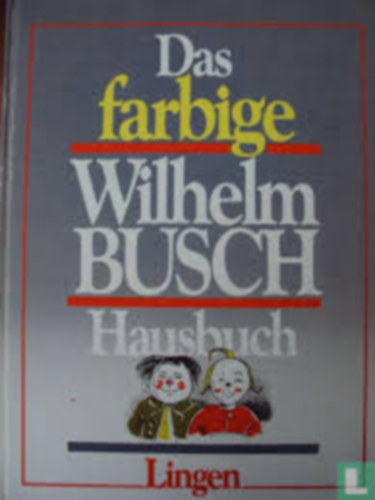 Das
farbige
Wilhelm
BUSCH
Hausbuch
Lingen
L